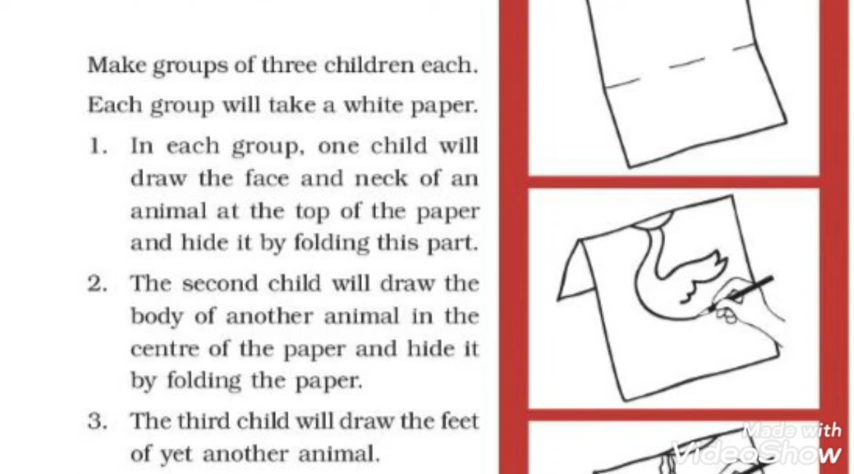 Make groups of three children each.
Each group will take a white paper.
1. In each group, one child will
draw the face and neck of an
animal at the top of the paper
and hide it by folding this part.
2. The second child will draw the
body of another animal in the
centre of the paper and hide it
by folding the paper.
3. The third child will draw the feet
of yet another animal.
Made with
VideoShow